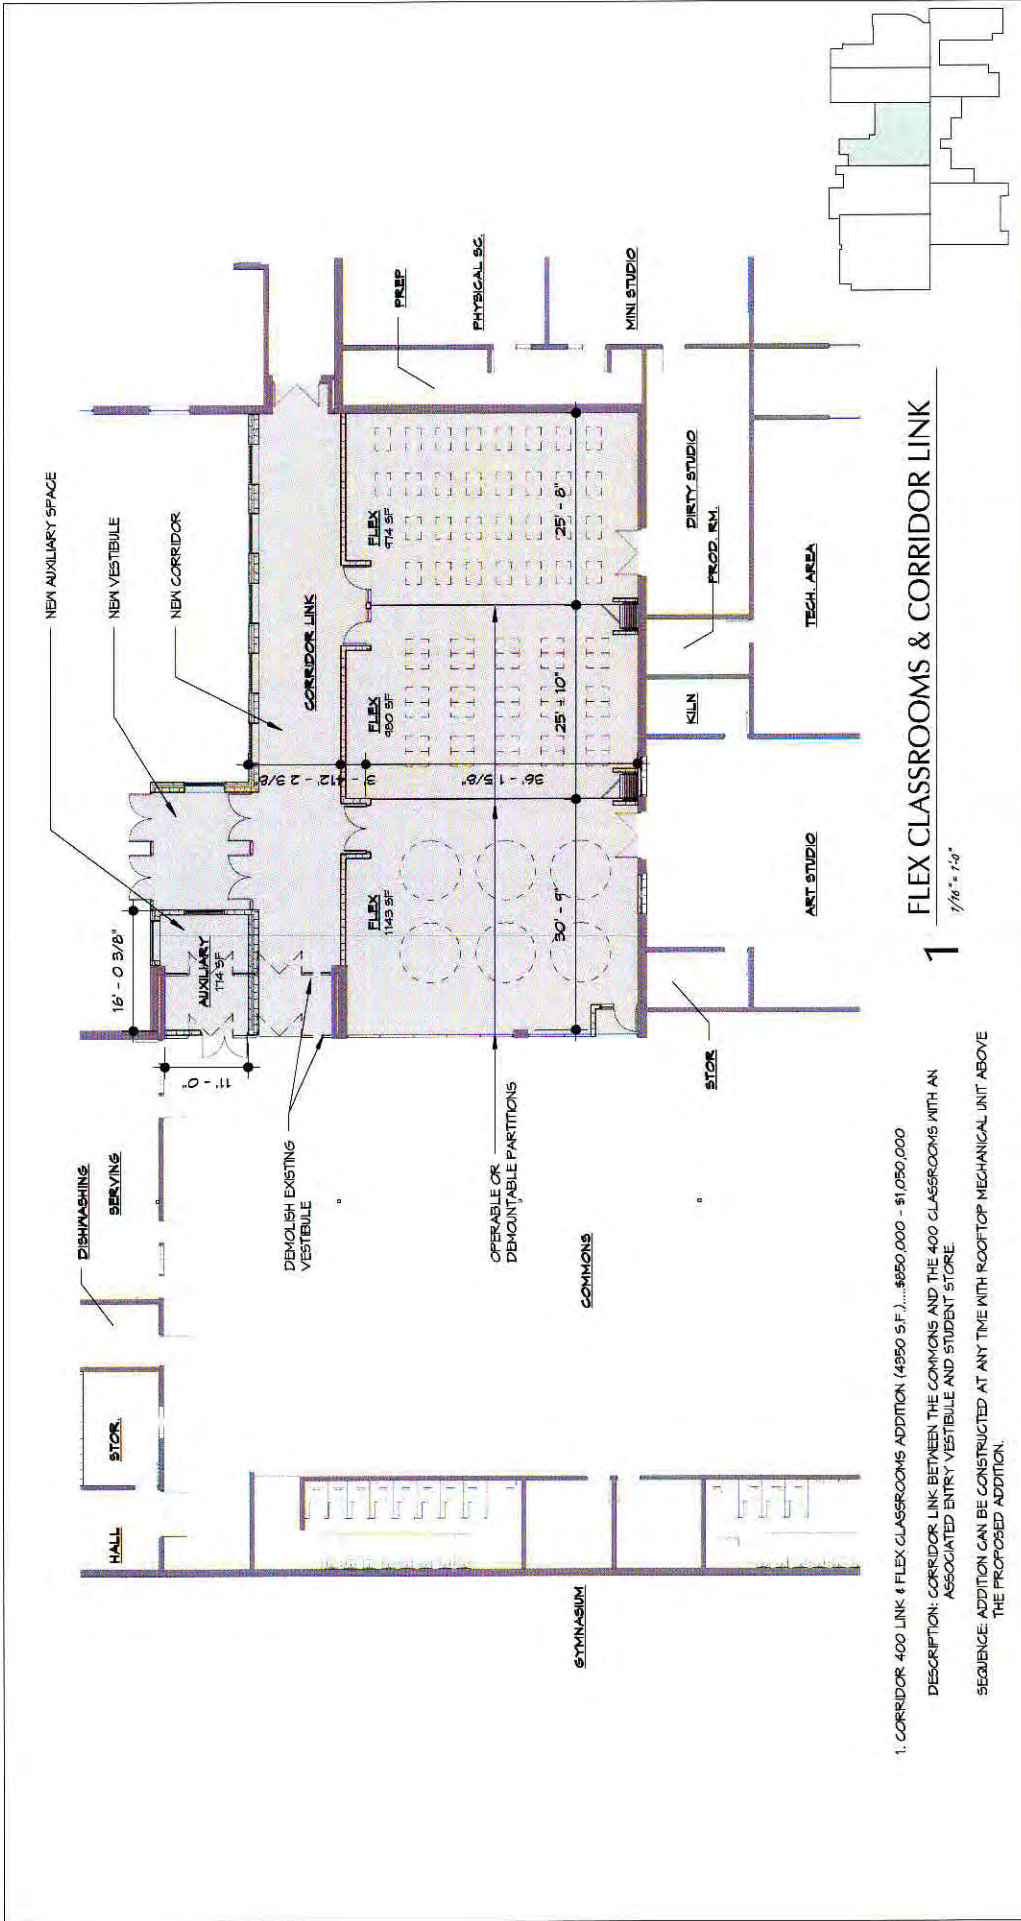 NEW AUXILIARY SPACE
NEW VESTIBULE
NEW CORRIDOR
16' - 0 3/8"
11' - 0"
AUXILIARY
174 SF
CORRIDOR LINK
DISHWASHING
SERVING
STOR.
HALL
DEMOLISH EXISTING
VESTIBULE
OPERABLE OR
DEMOUNTABLE PARTITIONS
COMMONS
GYMNASIUM
FLEX
1143 SF
FLEX
980 SF
FLEX
974 SF
12' - 2 3/8"
36' - 1 5/8"
30' - 9"
25' - 10"
25' - 8"
PREP
PHYSICAL SC.
MINI STUDIO
DIRTY STUDIO
PROD. RM.
KILN
TECH. AREA
ART STUDIO
STOR
1 FLEX CLASSROOMS & CORRIDOR LINK
1/16" = 1'-0"
1. CORRIDOR 400 LINK & FLEX CLASSROOMS ADDITION (4350 S.F.)....$850,000 - $1,050,000
DESCRIPTION: CORRIDOR LINK BETWEEN THE COMMONS AND THE 400 CLASSROOMS WITH AN
ASSOCIATED ENTRY VESTIBULE AND STUDENT STORE.
SEQUENCE: ADDITION CAN BE CONSTRUCTED AT ANY TIME WITH ROOFTOP MECHANICAL UNIT ABOVE
THE PROPOSED ADDITION.